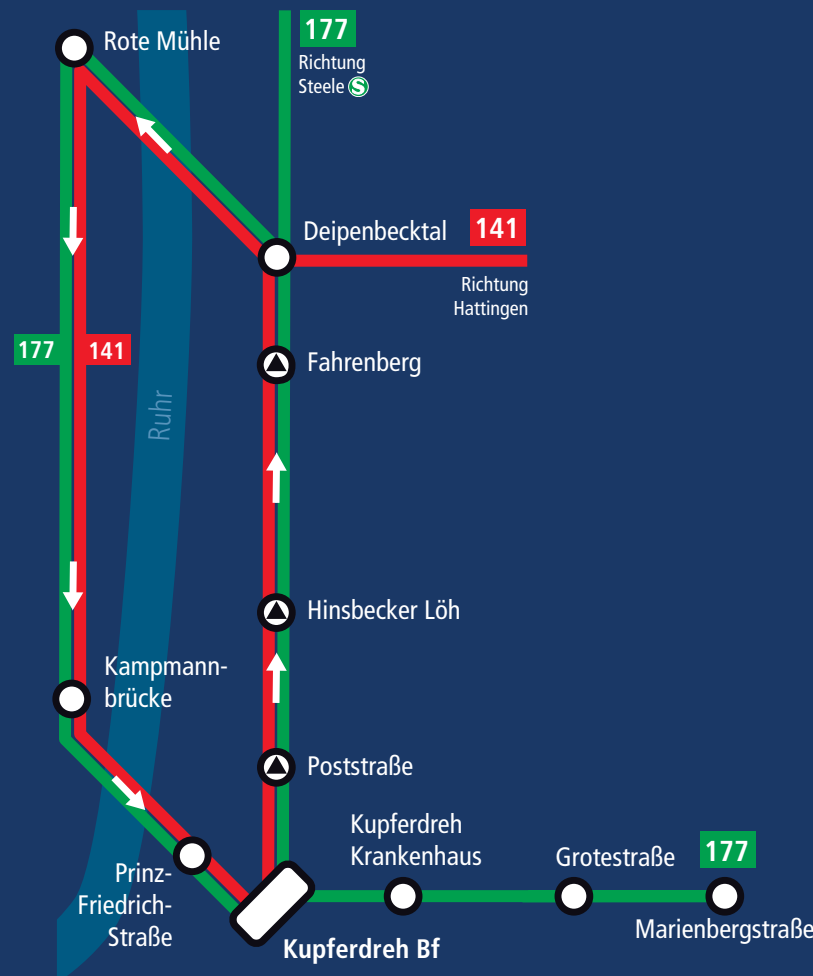 Rote Mühle
177
Richtung
Steele S
Deipenbecktal
141
Richtung
Hattingen
177
141
Fahrenberg
Ruhr
Hinsbecker Löh
Kampmann-
brücke
Poststraße
Kupferdreh
Krankenhaus
Grotestraße
177
Prinz-
Friedrich-
Straße
Marienbergstraße
Kupferdreh Bf